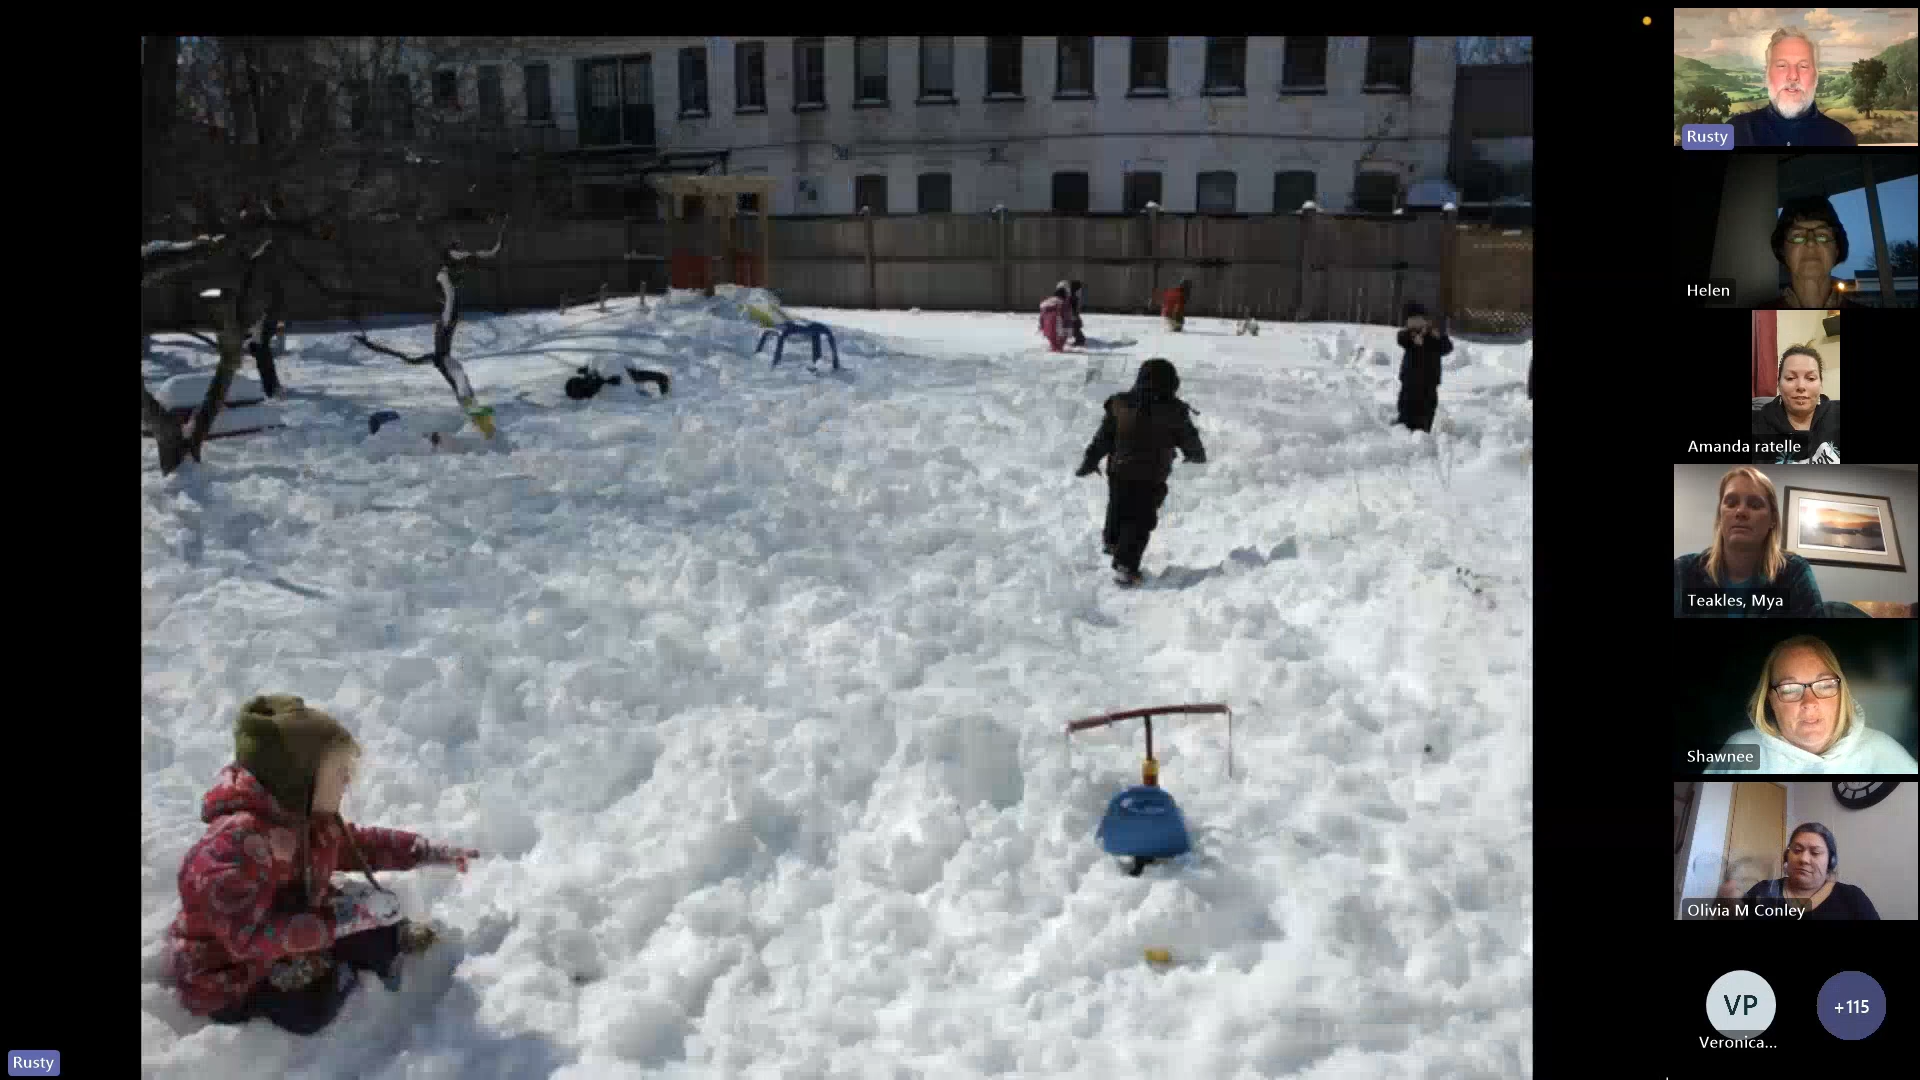 Rusty
Helen
Amanda ratelle
Teakles, Mya
Shawnee
Olivia M Conley
VP
+115
Veronica...
Rusty